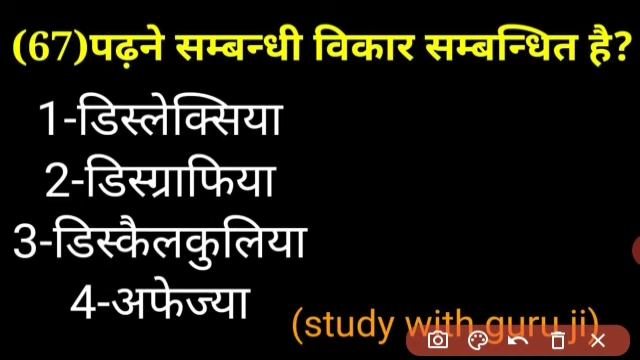 (67)पढ़ने सम्बन्धी विकार सम्बन्धित है?
1-डिस्लेक्सिया
2-डिस्ग्राफिया
3-डिस्कैलकुलिया
4-अफेज्या
(study with guru ji)